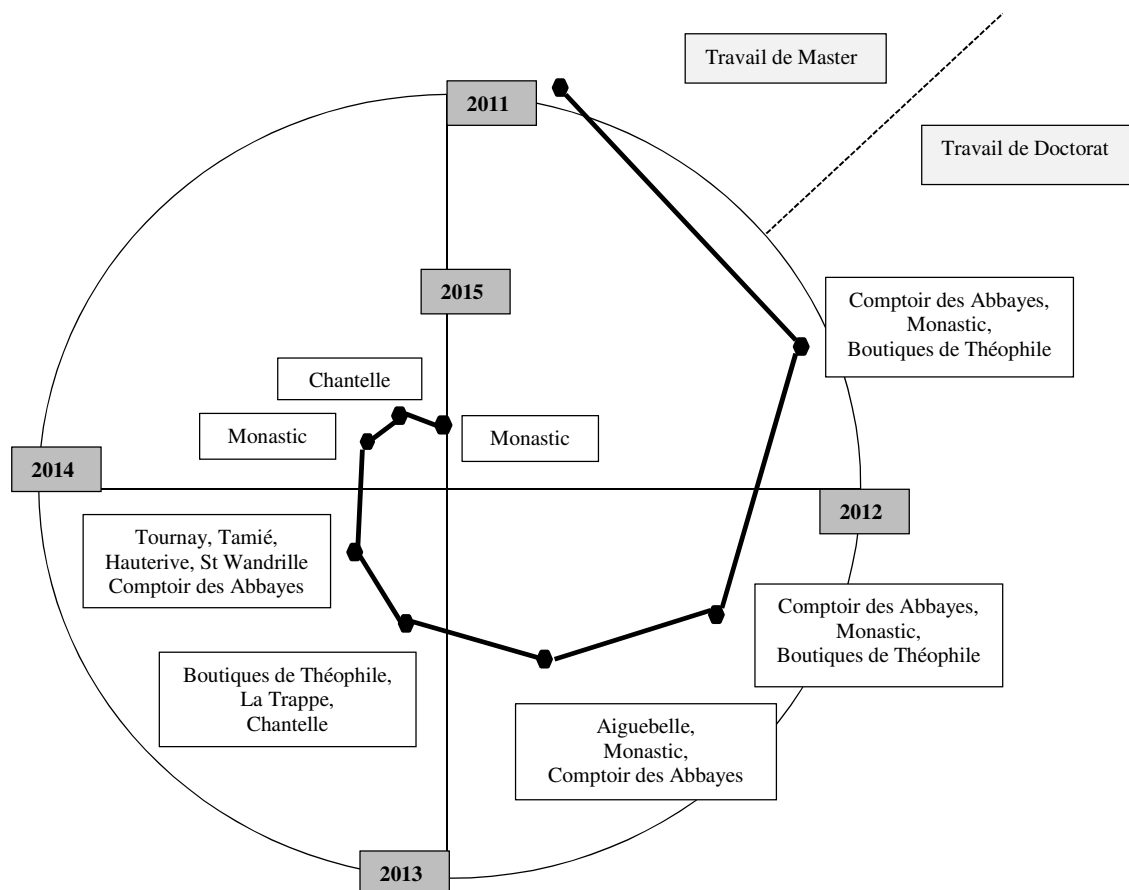 Travail de Master
2011
Travail de Doctorat
2015
Comptoir des Abbayes,
Monastic,
Boutiques de Théophile
Chantelle
Monastic
Monastic
2014
2012
Tournay, Tamié,
Hauterive, St Wandrille
Comptoir des Abbayes
Comptoir des Abbayes,
Monastic,
Boutiques de Théophile
Boutiques de Théophile,
La Trappe,
Chantelle
Aiguebelle,
Monastic,
Comptoir des Abbayes
2013